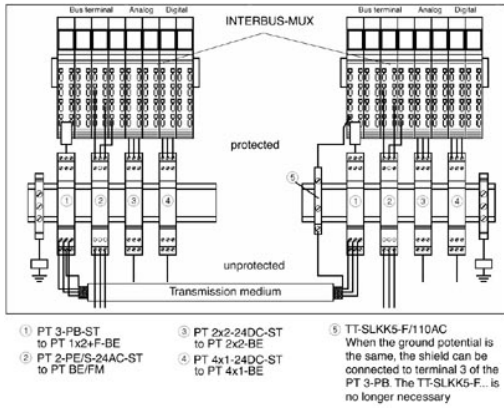 Bus terminal Analog Digital
INTERBUS-MUX
Bus terminal Analog Digital
protected
⑤
① ② ③ ④
① ② ③ ④
unprotected
Transmission medium
① PT 3-PB-ST
to PT 1x2+F-BE
② PT 2-PE/S-24AC-ST
to PT BE/FM
③ PT 2x2-24DC-ST
to PT 2x2-BE
④ PT 4x1-24DC-ST
to PT 4x1-BE
⑤ TT-SLKK5-F/110AC
When the ground potential is
the same, the shield can be
connected to terminal 3 of the
PT 3-PB. The TT-SLKK5-F... is
no longer necessary